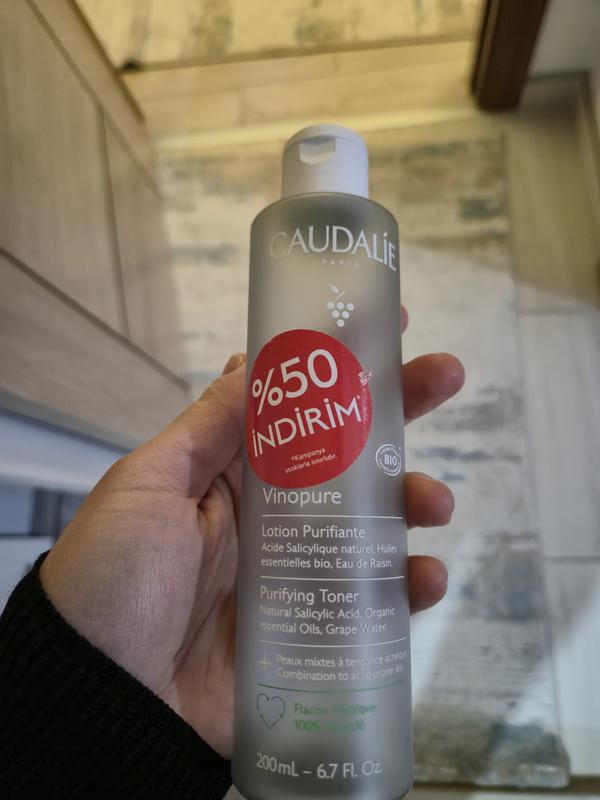 CAUDALİE
PARIS
%50
İNDİRİM
*Kampanya
stoklarla sınırlıdır.
BIO
Vinopure
Lotion Purifiante
Acide Salicylique naturel, Huiles
essentielles bio, Eau de Raisin.
Purifying Toner
Natural Salicylic Acid, Organic
essential Oils, Grape Water.
+ Peaux mixtes à tendance acnéique
Combination to acne-prone skin
Flacon Plastique
100% Recyclé
200 mL – 6.7 Fl. Oz.